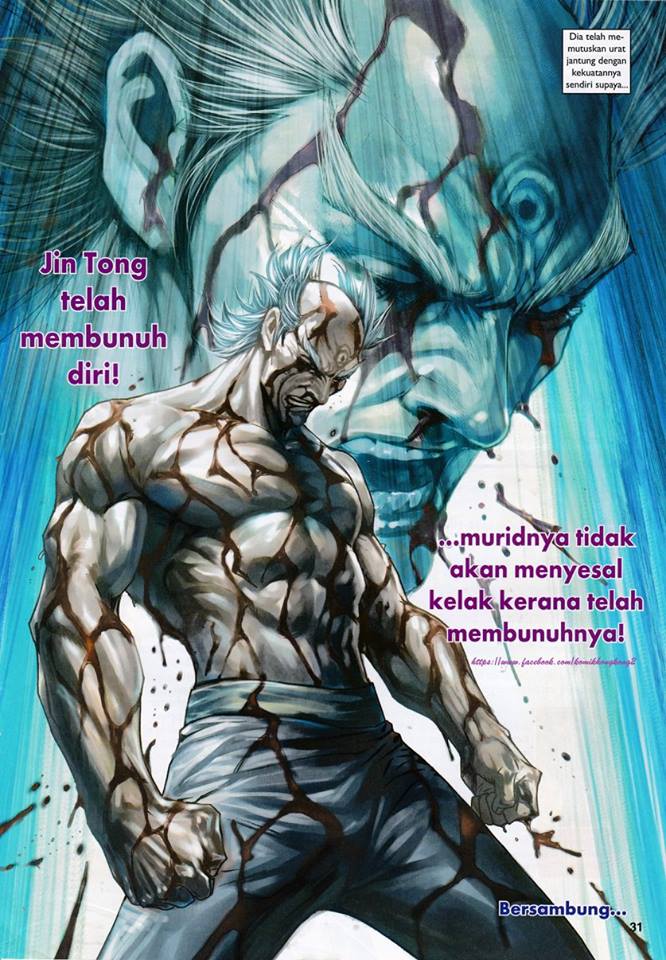 Dia telah me-
mutuskan urat
jantung dengan
kekuatannya
sendiri supaya...
Jin Tong
telah
membunuh
diri!
...muridnya tidak
akan menyesal
kelak kerana telah
membunuhnya!
https://www.facebook.com/komikkongkong2
Bersambung...
31